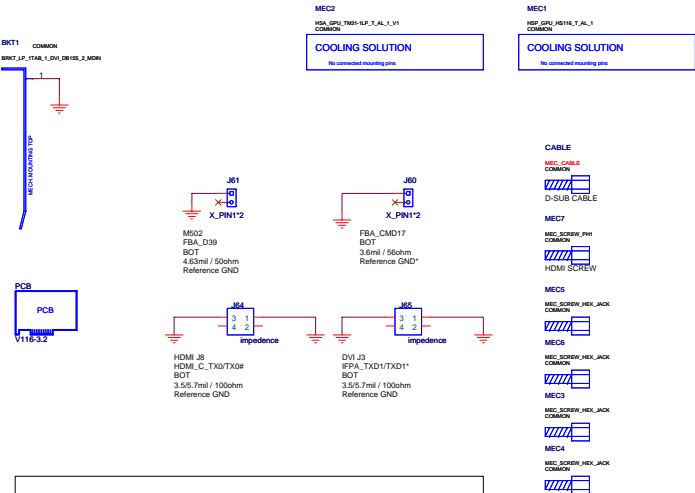 MEC2
HSA_GPU_TM31-1LP_T_AL_1_V1
COMMON
COOLING SOLUTION
No connected mounting pins
MEC1
HSP_GPU_HS116_T_AL_1
COMMON
COOLING SOLUTION
No connected mounting pins
BKT1
COMMON
BRKT_LP_1TAB_1_DVI_DB15S_2_MDIN
1
MECH.MOUNTING TOP
J61
X_PIN1*2
M502
FBA_D39
BOT
4.63mil / 50ohm
Reference GND
J60
X_PIN1*2
FBA_CMD17
BOT
3.6mil / 56ohm
Reference GND*
PCB
PCB
V116-3.2
J64
3 1
4 2
impedence
HDMI J8
HDMI_C_TX0/TX0#
BOT
3.5/5.7mil / 100ohm
Reference GND
J65
3 1
4 2
impedence
DVI J3
IFPA_TXD1/TXD1*
BOT
3.5/5.7mil / 100ohm
Reference GND
CABLE
MEC_CABLE
COMMON
D-SUB CABLE
MEC7
MEC_SCREW_PH1
COMMON
HDMI SCREW
MEC5
MEC_SCREW_HEX_JACK
COMMON
MEC6
MEC_SCREW_HEX_JACK
COMMON
MEC3
MEC_SCREW_HEX_JACK
COMMON
MEC4
MEC_SCREW_HEX_JACK
COMMON